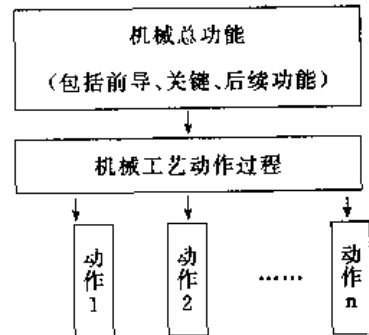 机械总功能
（包括前导、关键、后续功能）
机械工艺动作过程
动作1
动作2
……
动作n